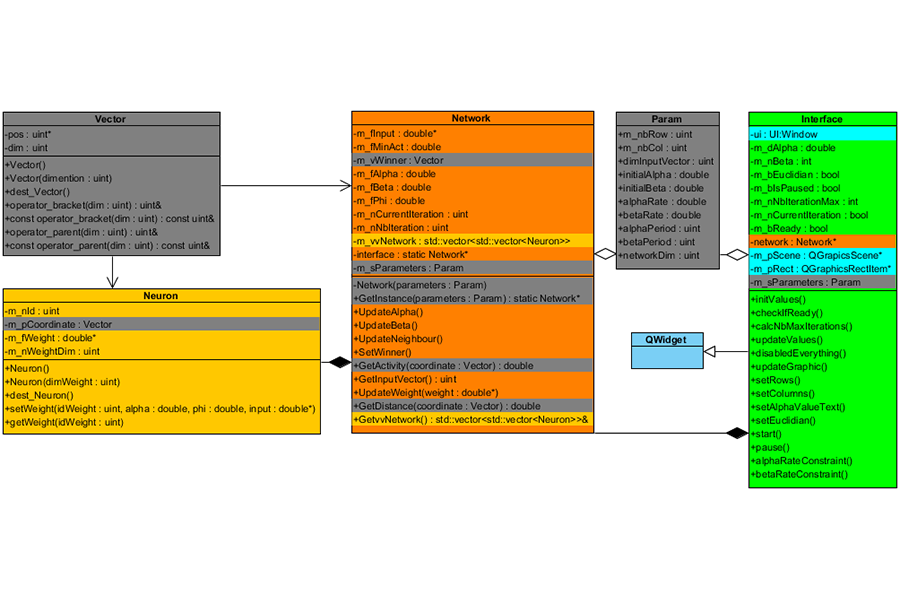 Vector
-pos : uint*
-dim : uint
+Vector()
+Vector(dimention : uint)
+dest_Vector()
+operator_bracket(dim : uint) : uint&
+const operator_bracket(dim : uint) : const uint&
+operator_parent(dim : uint) : uint&
+const operator_parent(dim : uint) : const uint&
Neuron
-m_nId : uint
-m_pCoordinate : Vector
-m_fWeight : double*
-m_nWeightDim : uint
+Neuron()
+Neuron(dimWeight : uint)
+dest_Neuron()
+setWeight(idWeight : uint, alpha : double, phi : double, input : double*)
+getWeight(idWeight : uint)
Network
-m_fInput : double*
-m_fMinAct : double
-m_vWinner : Vector
-m_fAlpha : double
-m_fBeta : double
-m_fPhi : double
-m_nCurrentIteration : uint
-m_nNbIteration : uint
-m_vvNetwork : std::vector<std::vector<Neuron>>
-interface : static Network*
-m_sParameters : Param
-Network(parameters : Param)
+GetInstance(parameters : Param) : static Network*
+UpdateAlpha()
+UpdateBeta()
+UpdateNeighbour()
+SetWinner()
+GetActivity(coordinate : Vector) : double
+GetInputVector() : uint
+UpdateWeight(weight : double*)
+GetDistance(coordinate : Vector) : double
+GetvvNetwork() : std::vector<std::vector<Neuron>>&
Param
+m_nbRow : uint
+m_nbCol : uint
+dimInputVector : uint
+initialAlpha : double
+initialBeta : double
+alphaRate : double
+betaRate : double
+alphaPeriod : uint
+betaPeriod : uint
+networkDim : uint
QWidget
Interface
-ui : UI:Window
-m_dAlpha : double
-m_nBeta : int
-m_bEuclidian : bool
-m_bIsPaused : bool
-m_nNbIterationMax : int
-m_nCurrentIteration : bool
-m_bReady : bool
-network : Network*
-m_pScene : QGrapicsScene*
-m_pRect : QGraphicsRectItem*
-m_sParameters : Param
+initValues()
+checkIfReady()
+calcNbMaxIterations()
+updateValues()
+disabledEverything()
+updateGraphic()
+setRows()
+setColumns()
+setAlphaValueText()
+setEuclidian()
+start()
+pause()
+alphaRateConstraint()
+betaRateConstraint()